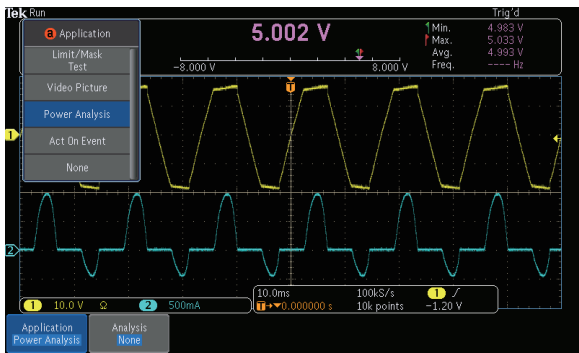 Tek Run
Trig'd
a Application
Limit/Mask
Test
Video Picture
Power Analysis
Act On Event
None
5.002 V
-8.000 V
8.000 V
1 Min. 4.983 V
Max. 5.033 V
Avg. 4.993 V
Freq. ---- Hz
T
1
2
1 10.0 V Ω
2 500mA
10.0ms
100kS/s
1
T→▼0.000000 s
10k points
-1.20 V
Application
Power Analysis
Analysis
None